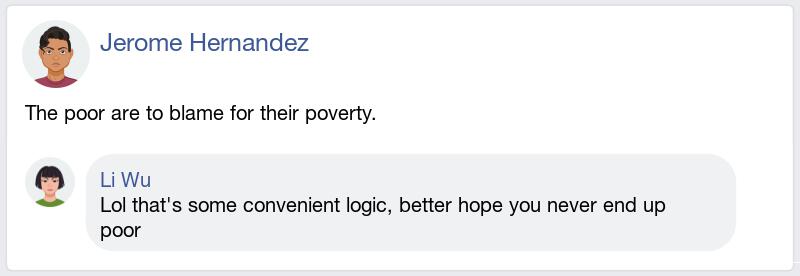 Jerome Hernandez
The poor are to blame for their poverty.
Li Wu
Lol that's some convenient logic, better hope you never end up
poor